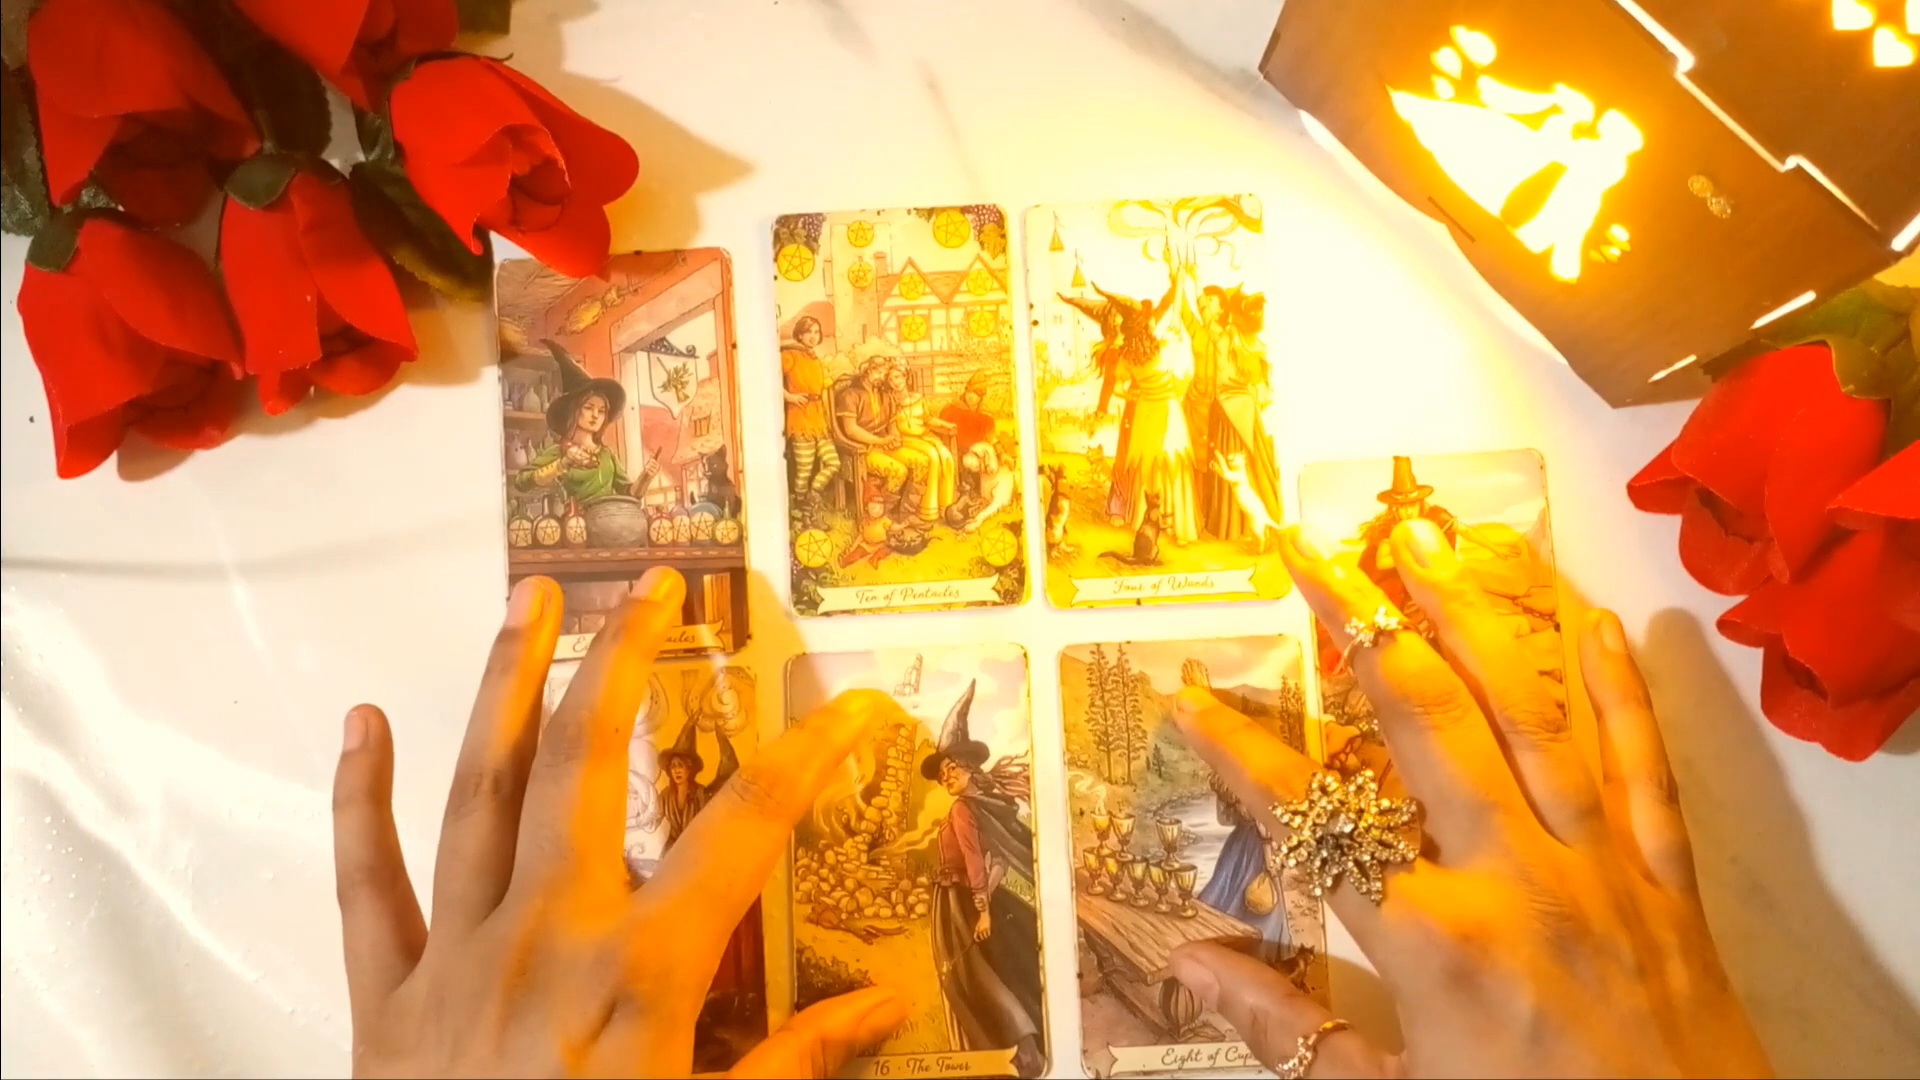 Ten of Pentacles
Four of Wands
16 · The Tower
Eight of Cup